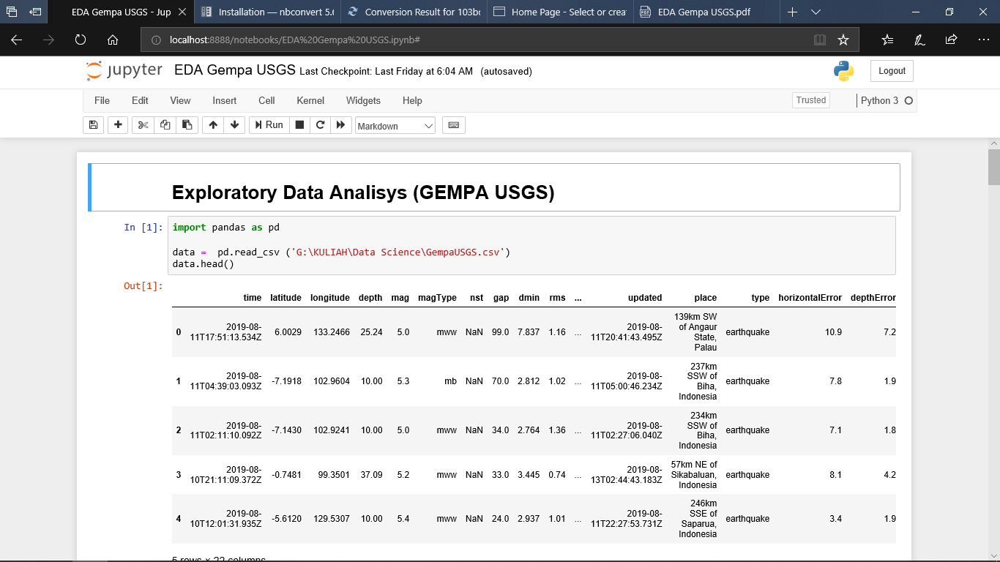 EDA Gempa USGS - Jup
Installation — nbconvert 5.6
Conversion Result for 103b
Home Page - Select or crea
EDA Gempa USGS.pdf
localhost:8888/notebooks/EDA%20Gempa%20USGS.ipynb#
jupyter EDA Gempa USGS Last Checkpoint: Last Friday at 6:04 AM (autosaved)
Logout
File Edit View Insert Cell Kernel Widgets Help
Trusted
Python 3
Run
Markdown
Exploratory Data Analisys (GEMPA USGS)
In [1]:
import pandas as pd
data = pd.read_csv ('G:\KULIAH\Data Science\GempaUSGS.csv')
data.head()
Out[1]:
time latitude longitude depth mag magType nst gap dmin rms ... updated place type horizontalError depthError
139km SW
2019-08- 2019-08- of Angaur
0 6.0029 133.2466 25.24 5.0 mww NaN 99.0 7.837 1.16 ... earthquake 10.9 7.2
11T17:51:13.534Z 11T20:41:43.495Z State,
Palau
237km
2019-08- 2019-08- SSW of
1 -7.1918 102.9604 10.00 5.3 mb NaN 70.0 2.812 1.02 ... earthquake 7.8 1.9
11T04:39:03.093Z 11T05:00:46.234Z Biha,
Indonesia
234km
2019-08- 2019-08- SSW of
2 -7.1430 102.9241 10.00 5.0 mww NaN 34.0 2.764 1.36 ... earthquake 7.1 1.8
11T02:11:10.092Z 11T02:27:06.040Z Biha,
Indonesia
57km NE of
2019-08- 2019-08- Sikabaluan,
3 -0.7481 99.3501 37.09 5.2 mww NaN 33.0 3.445 0.74 ... earthquake 8.1 4.2
10T21:11:09.372Z 13T02:44:43.183Z Indonesia
246km
2019-08- 2019-08- SSE of
4 -5.6120 129.5307 10.00 5.4 mww NaN 24.0 2.937 1.01 ... earthquake 3.4 1.9
10T12:01:31.935Z 11T22:27:53.731Z Saparua,
Indonesia
5 rows × 22 columns